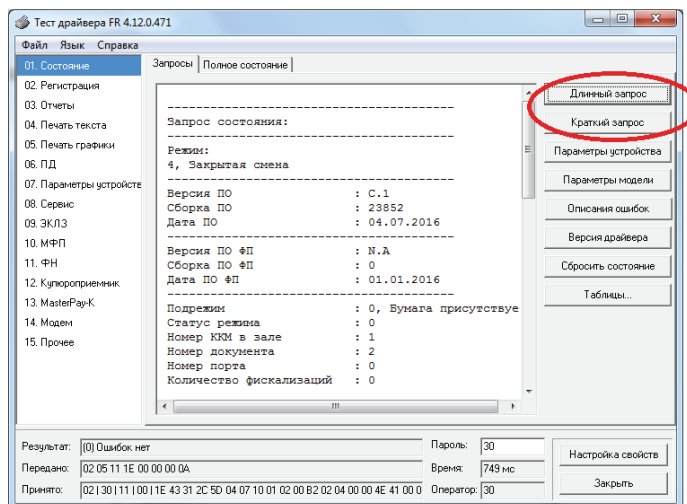 Тест драйвера FR 4.12.0.471
Файл Язык Справка
01. Состояние
02. Регистрация
03. Отчеты
04. Печать текста
05. Печать графики
06. ПД
07. Параметры устройств
08. Сервис
09. ЭКЛЗ
10. МФП
11. ФН
12. Купюроприемник
13. MasterPay-K
14. Модем
15. Прочее
Запросы Полное состояние
Запрос состояния:
Режим:
4, Закрытая смена
Версия ПО : C.1
Сборка ПО : 23852
Дата ПО : 04.07.2016
Версия ПО ФП : N.A
Сборка ПО ФП : 0
Дата ПО ФП : 01.01.2016
Подрежим : 0, Бумага присутствуе
Статус режима : 0
Номер ККМ в зале : 1
Номер документа : 2
Номер порта : 0
Количество фискализаций : 0
Длинный запрос
Краткий запрос
Параметры устройства
Параметры модели
Описания ошибок
Версия драйвера
Сбросить состояние
Таблицы...
Результат: (0) Ошибок нет Пароль: 30
Передано: 02 05 11 1E 00 00 00 0A Время: 749 мс
Принято: 02 | 30 | 11 | 00 | 1E 43 31 2C 5D 04 07 10 01 02 00 B2 02 04 00 00 4E 41 00 0 Оператор: 30
Настройка свойств
Закрыть